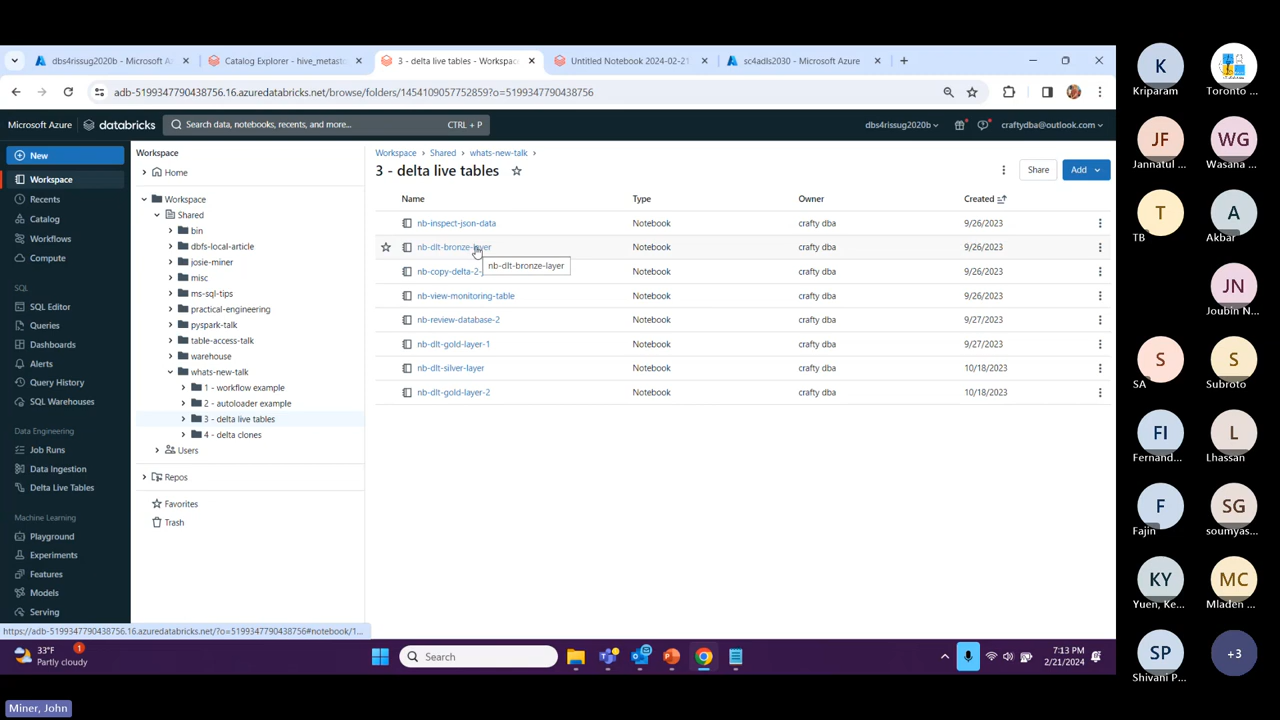 dbs4rissug2020b - Microsoft A
Catalog Explorer - hive_metast
3 - delta live tables - Workspac
Untitled Notebook 2024-02-21
sc4adls2030 - Microsoft Azure
adb-5199347790438756.16.azuredatabricks.net/browse/folders/1454109057752859?o=5199347790438756
Microsoft Azure
databricks
Search data, notebooks, recents, and more...
CTRL + P
dbs4rissug2020b
craftydba@outlook.com
New
Workspace
Recents
Catalog
Workflows
Compute
SQL
SQL Editor
Queries
Dashboards
Alerts
Query History
SQL Warehouses
Data Engineering
Job Runs
Data Ingestion
Delta Live Tables
Machine Learning
Playground
Experiments
Features
Models
Serving
Workspace
Home
Workspace
Shared
bin
dbfs-local-article
josie-miner
misc
ms-sql-tips
practical-engineering
pyspark-talk
table-access-talk
warehouse
whats-new-talk
1 - workflow example
2 - autoloader example
3 - delta live tables
4 - delta clones
Users
Repos
Favorites
Trash
Workspace > Shared > whats-new-talk >
3 - delta live tables
Share
Add
Name Type Owner Created
nb-inspect-json-data Notebook crafty dba 9/26/2023
nb-dlt-bronze-layer Notebook crafty dba 9/26/2023
nb-dlt-bronze-layer
nb-copy-delta-2- Notebook crafty dba 9/26/2023
nb-view-monitoring-table Notebook crafty dba 9/26/2023
nb-review-database-2 Notebook crafty dba 9/27/2023
nb-dlt-gold-layer-1 Notebook crafty dba 9/27/2023
nb-dlt-silver-layer Notebook crafty dba 10/18/2023
nb-dlt-gold-layer-2 Notebook crafty dba 10/18/2023
https://adb-5199347790438756.16.azuredatabricks.net/?o=5199347790438756#notebook/1...
33°F
Partly cloudy
1
Search
7:13 PM
2/21/2024
Miner, John
K
Kriparam
Toronto ...
JF
Jannatul ...
WG
Wasana ...
T
TB
A
Akbar
JN
Joubin N...
SA
S
Subroto
S
FI
Fernand...
L
Lhassan
F
Fajin
SG
soumyas...
KY
Yuen, Ke...
MC
Mladen ...
SP
Shivani P...
+3